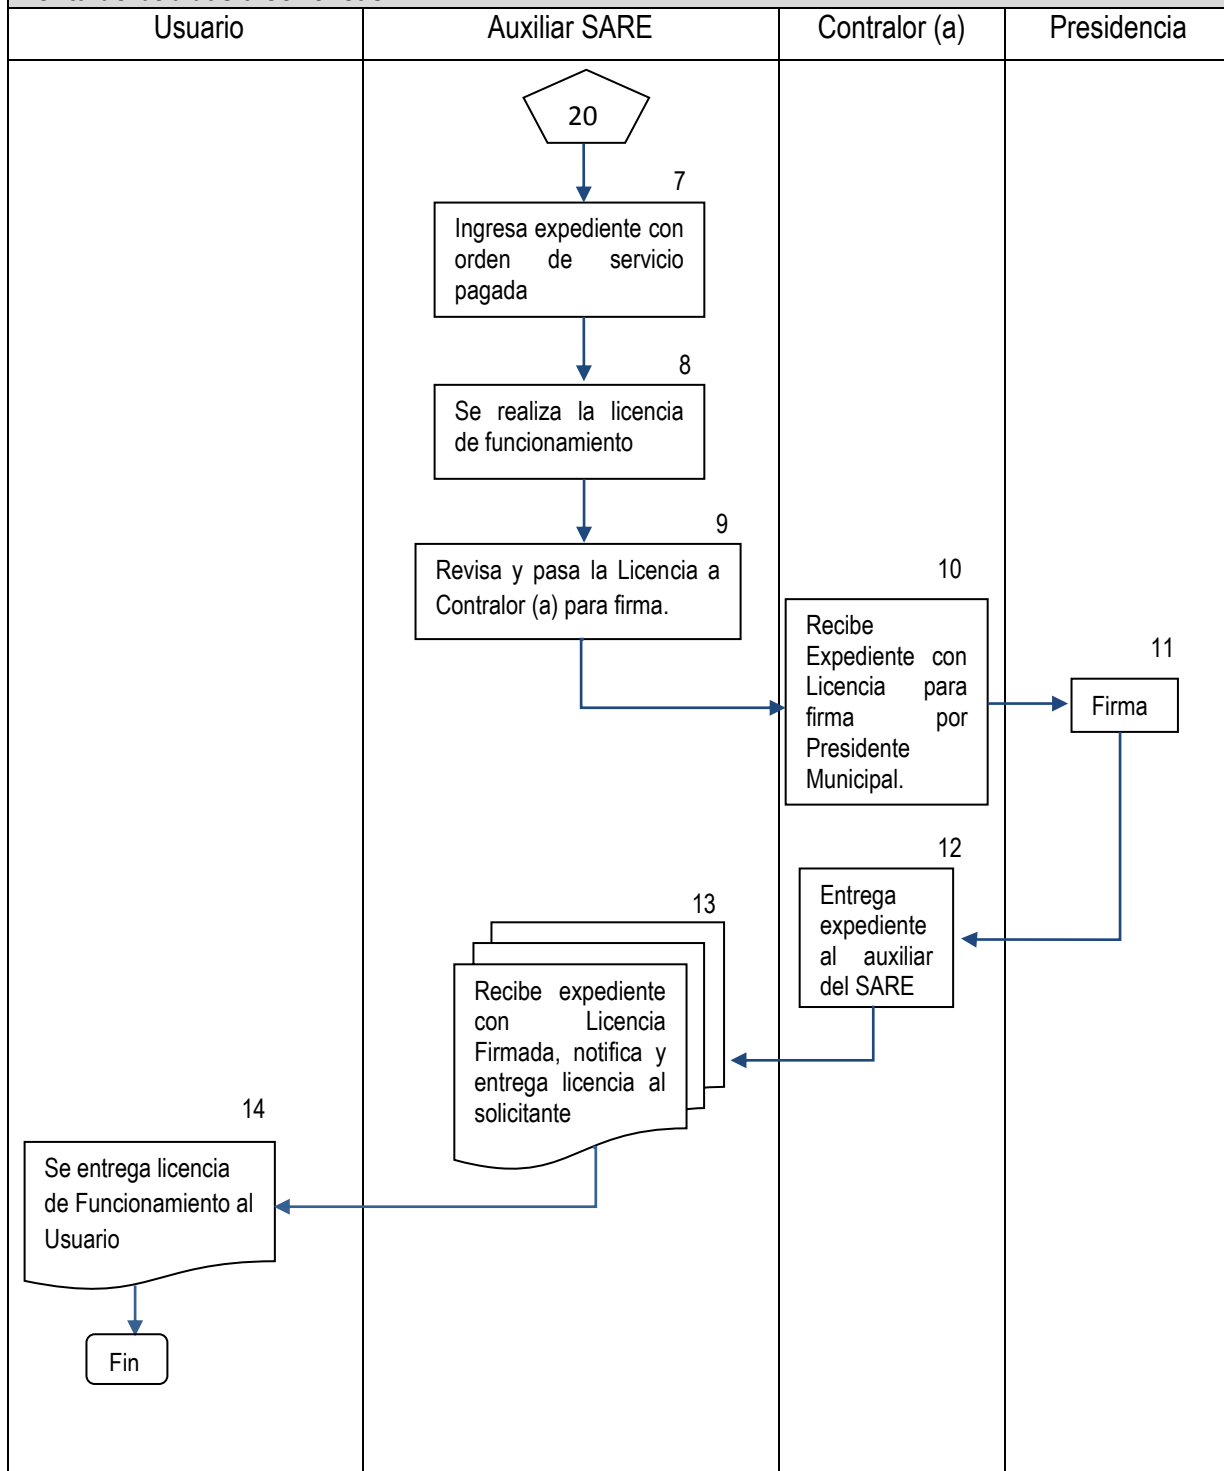 Usuario
Auxiliar SARE
Contralor (a)
Presidencia
20
7
Ingresa expediente con
orden de servicio
pagada
8
Se realiza la licencia
de funcionamiento
9
Revisa y pasa la Licencia a
Contralor (a) para firma.
10
Recibe
Expediente con
Licencia para
firma por
Presidente
Municipal.
11
Firma
12
Entrega
expediente
al auxiliar
del SARE
13
Recibe expediente
con Licencia
Firmada, notifica y
entrega licencia al
solicitante
14
Se entrega licencia
de Funcionamiento al
Usuario
Fin